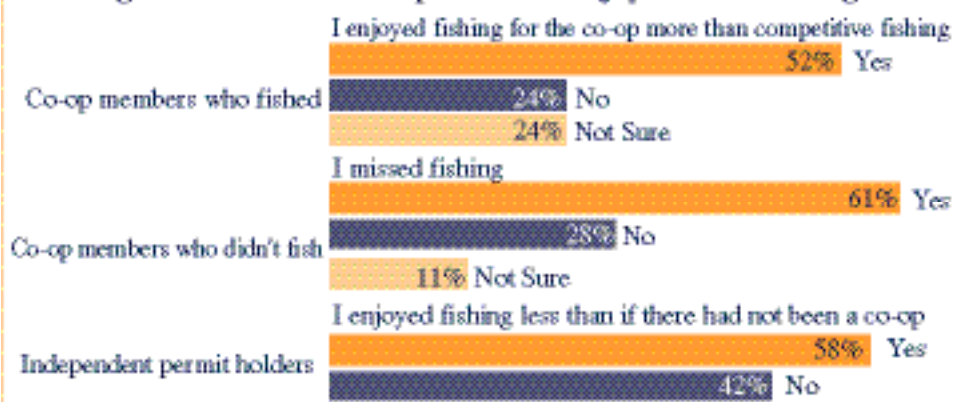 I enjoyed fishing for the co-op more than competitive fishing
52% Yes
Co-op members who fished
24% No
24% Not Sure
I missed fishing
61% Yes
28% No
Co-op members who didn't fish
11% Not Sure
I enjoyed fishing less than if there had not been a co-op
58% Yes
Independent permit holders
42% No